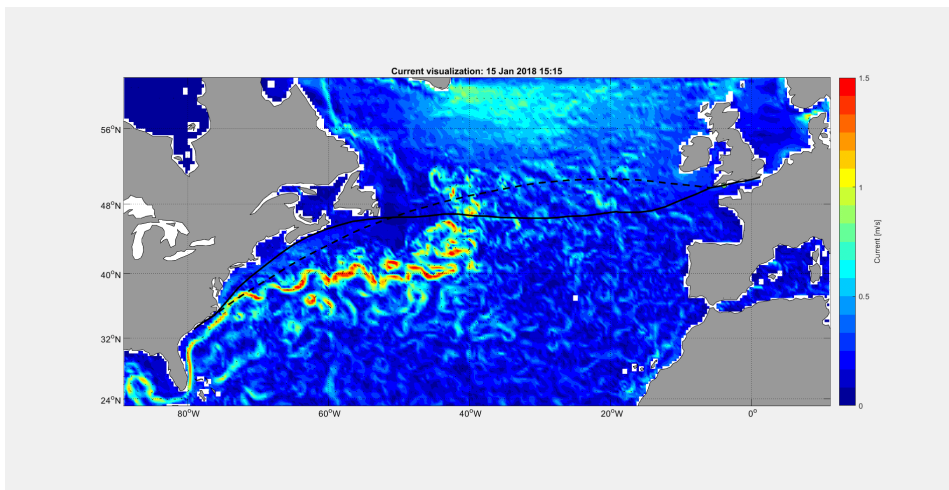 Current visualization: 15 Jan 2018 15:15
56°N
48°N
40°N
32°N
24°N
80°W
60°W
40°W
20°W
0°
1.5
1
0.5
0
Current [m/s]